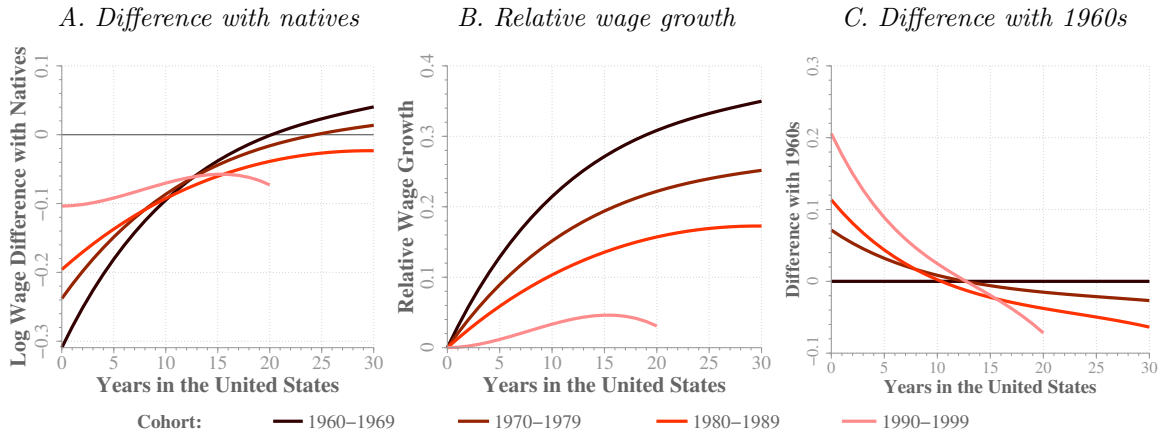 A. Difference with natives
B. Relative wage growth
C. Difference with 1960s
Log Wage Difference with Natives
0.1
0
−0.1
−0.2
−0.3
0 5 10 15 20 25 30
Years in the United States
Relative Wage Growth
0.4
0.3
0.2
0.1
0
0 5 10 15 20 25 30
Years in the United States
Difference with 1960s
0.3
0.2
0.1
0
−0.1
0 5 10 15 20 25 30
Years in the United States
Cohort: 1960−1969 1970−1979 1980−1989 1990−1999